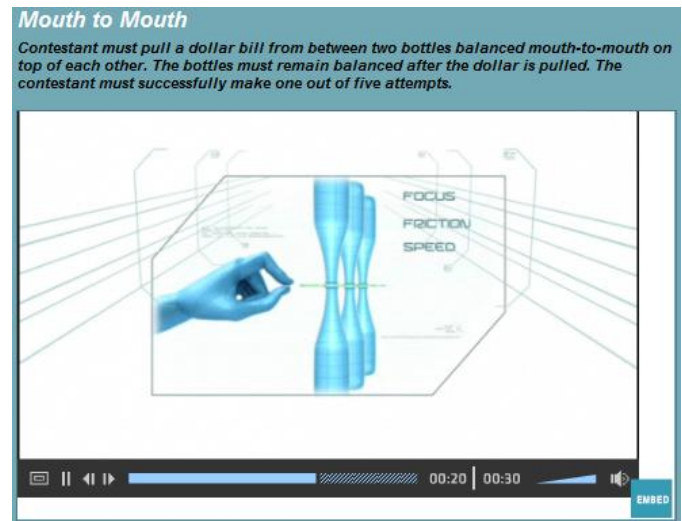 Mouth to Mouth
Contestant must pull a dollar bill from between two bottles balanced mouth-to-mouth on
top of each other. The bottles must remain balanced after the dollar is pulled. The
contestant must successfully make one out of five attempts.
FOCUS
FRICTION
SPEED
00:20 00:30
EMBED